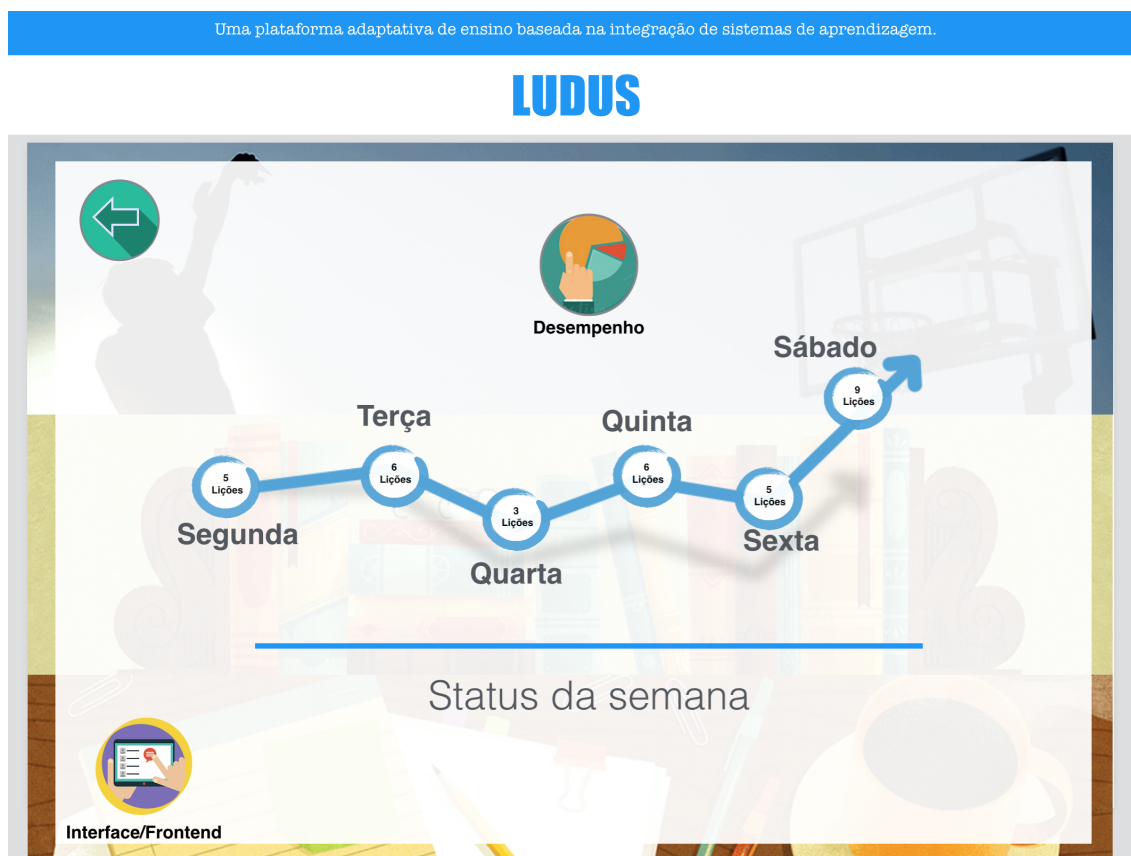 Uma plataforma adaptativa de ensino baseada na integração de sistemas de aprendizagem.
LUDUS
Desempenho
Sábado
9
Lições
Terça
Quinta
6
Lições
6
Lições
5
Lições
5
Lições
3
Lições
Segunda
Sexta
Quarta
Status da semana
Interface/Frontend